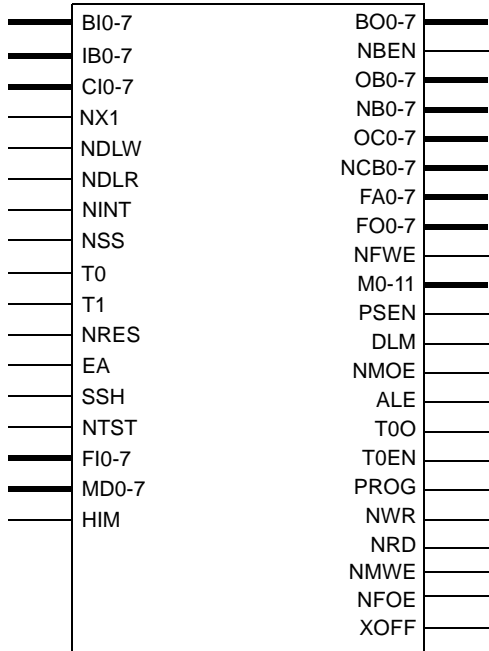 BI0-7
IB0-7
CI0-7
NX1
NDLW
NDLR
NINT
NSS
T0
T1
NRES
EA
SSH
NTST
FI0-7
MD0-7
HIM
BO0-7
NBEN
OB0-7
NB0-7
OC0-7
NCB0-7
FA0-7
FO0-7
NFWE
M0-11
PSEN
DLM
NMOE
ALE
T0O
T0EN
PROG
NWR
NRD
NMWE
NFOE
XOFF